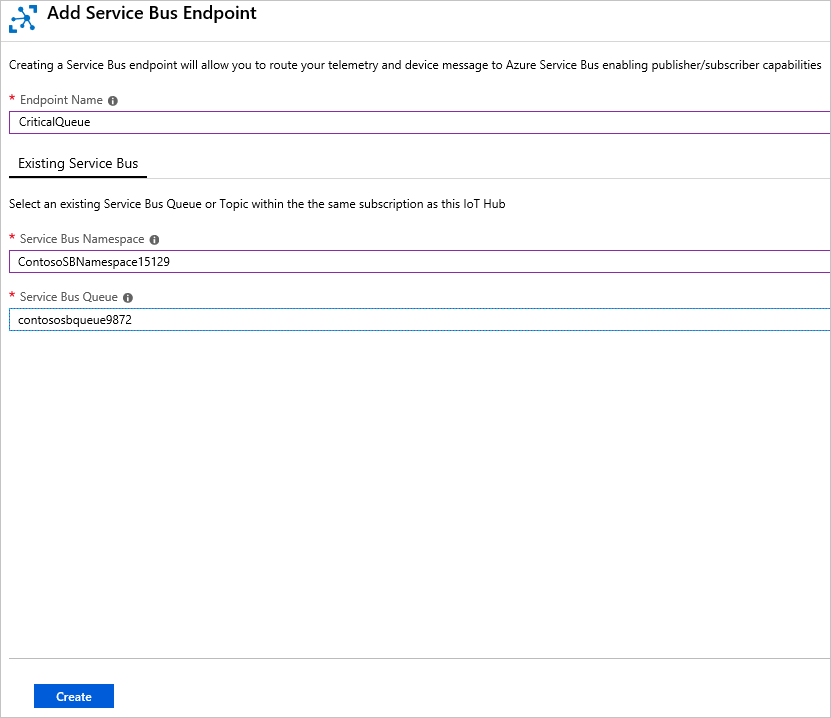 Add Service Bus Endpoint
Creating a Service Bus endpoint will allow you to route your telemetry and device message to Azure Service Bus enabling publisher/subscriber capabilities
* Endpoint Name
CriticalQueue
Existing Service Bus
Select an existing Service Bus Queue or Topic within the the same subscription as this IoT Hub
* Service Bus Namespace
ContosoSBNamespace15129
* Service Bus Queue
contososbqueue9872
Create